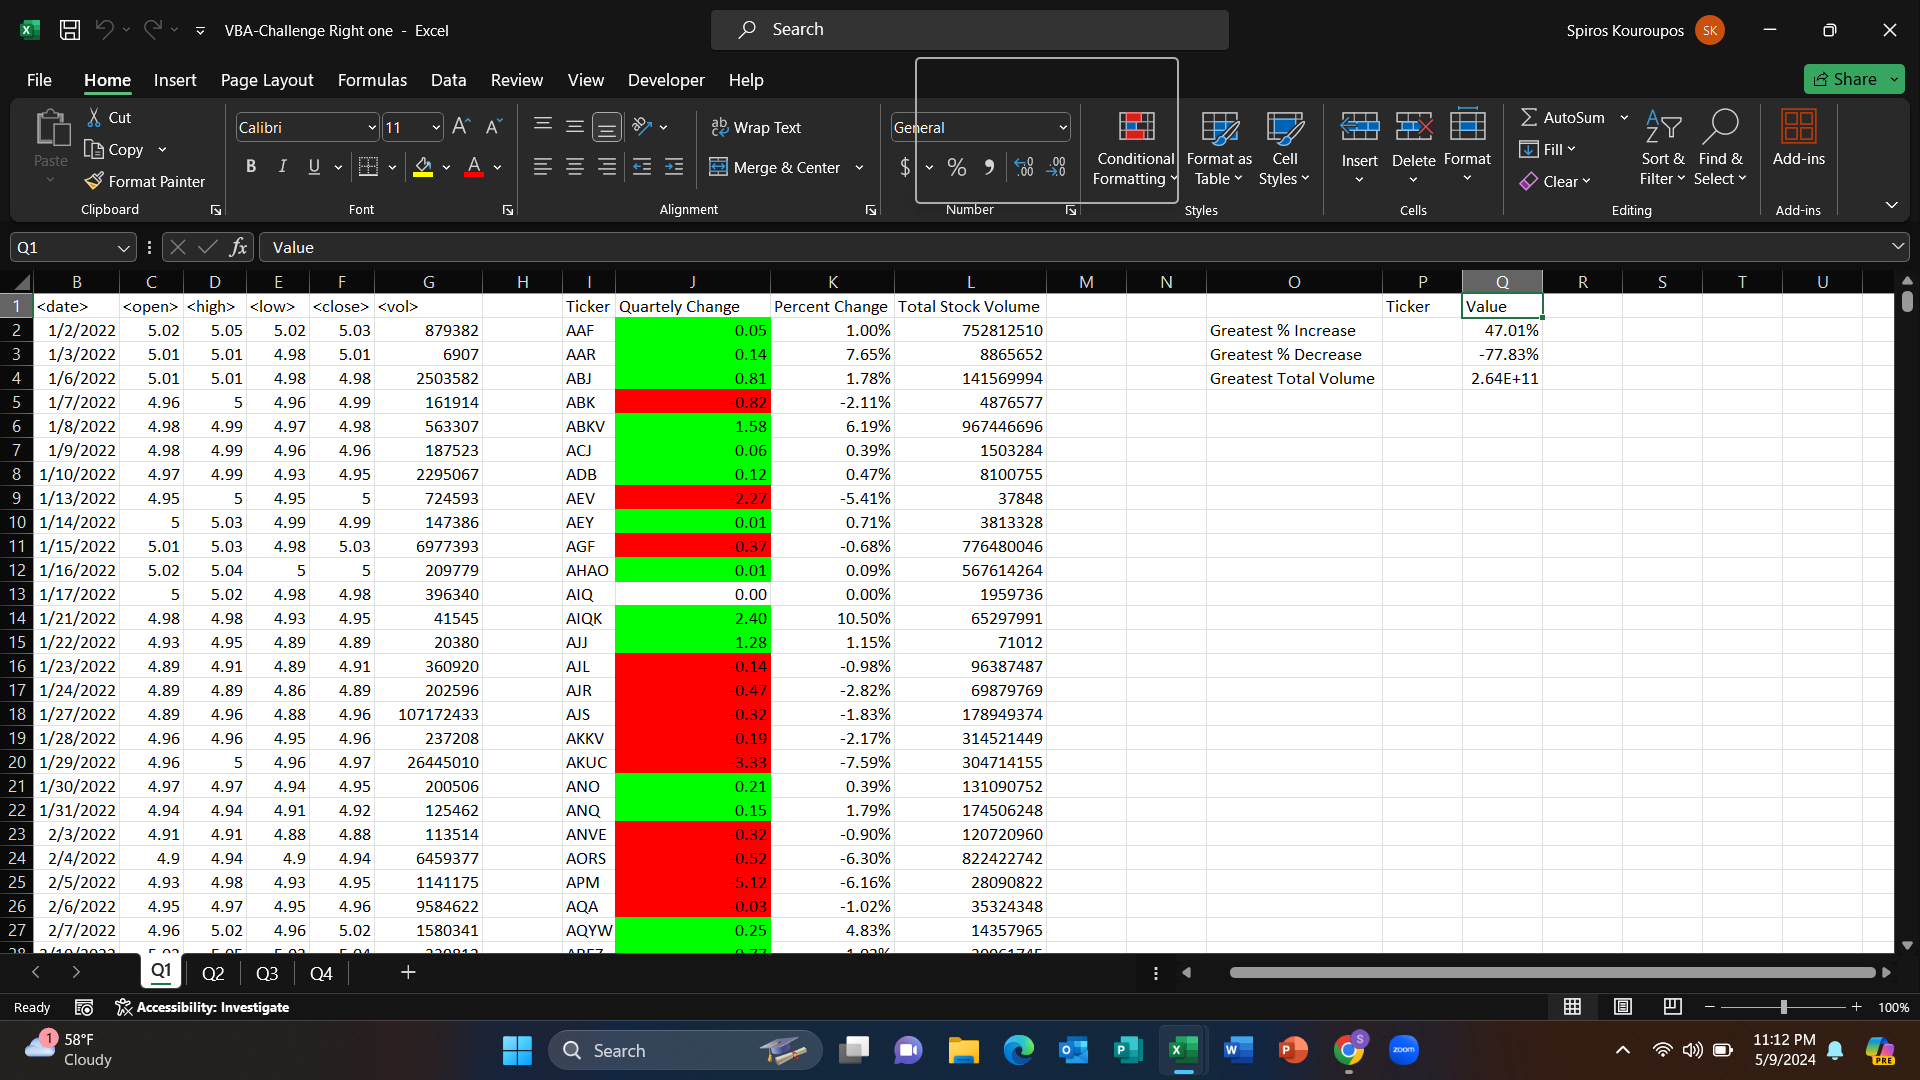 VBA-Challenge Right one - Excel
Search
Spiros Kouroupos SK
File Home Insert Page Layout Formulas Data Review View Developer Help
Share
Paste
Cut
Copy
Format Painter
Clipboard
Calibri 11
B I U A
Font
Wrap Text
Merge & Center
Alignment
General
$ % ,
Number
Conditional Formatting
Format as Table
Cell Styles
Styles
Insert Delete Format
Cells
AutoSum
Fill
Clear
Sort & Filter
Find & Select
Editing
Add-ins
Add-ins
Q1 fx Value
B C D E F G H I J K L M N O P Q R S T U
1 <date> <open> <high> <low> <close> <vol> Ticker Quartely Change Percent Change Total Stock Volume Ticker Value
2 1/2/2022 5.02 5.05 5.02 5.03 879382 AAF 0.05 1.00% 752812510 Greatest % Increase 47.01%
3 1/3/2022 5.01 5.01 4.98 5.01 6907 AAR 0.14 7.65% 8865652 Greatest % Decrease -77.83%
4 1/6/2022 5.01 5.01 4.98 4.98 2503582 ABJ 0.81 1.78% 141569994 Greatest Total Volume 2.64E+11
5 1/7/2022 4.96 5 4.96 4.99 161914 ABK -0.82 -2.11% 4876577
6 1/8/2022 4.98 4.99 4.97 4.98 563307 ABKV 1.58 6.19% 967446696
7 1/9/2022 4.98 4.99 4.96 4.96 187523 ACJ 0.06 0.39% 1503284
8 1/10/2022 4.97 4.99 4.93 4.95 2295067 ADB 0.12 0.47% 8100755
9 1/13/2022 4.95 5 4.95 5 724593 AEV -2.27 -5.41% 37848
10 1/14/2022 5 5.03 4.99 4.99 147386 AEY 0.01 0.71% 3813328
11 1/15/2022 5.01 5.03 4.98 5.03 6977393 AGF -0.37 -0.68% 776480046
12 1/16/2022 5.02 5.04 5 5 209779 AHAO 0.01 0.09% 567614264
13 1/17/2022 5 5.02 4.98 4.98 396340 AIQ 0.00 0.00% 1959736
14 1/21/2022 4.98 4.98 4.93 4.95 41545 AIQK 2.40 10.50% 65297991
15 1/22/2022 4.93 4.95 4.89 4.89 20380 AJJ 1.28 1.15% 71012
16 1/23/2022 4.89 4.91 4.89 4.91 360920 AJL -0.14 -0.98% 96387487
17 1/24/2022 4.89 4.89 4.86 4.89 202596 AJR -0.47 -2.82% 69879769
18 1/27/2022 4.89 4.96 4.88 4.96 107172433 AJS -0.32 -1.83% 178949374
19 1/28/2022 4.96 4.96 4.95 4.96 237208 AKKV -0.19 -2.17% 314521449
20 1/29/2022 4.96 5 4.96 4.97 26445010 AKUC -3.33 -7.59% 304714155
21 1/30/2022 4.97 4.97 4.94 4.95 200506 ANO 0.21 0.39% 131090752
22 1/31/2022 4.94 4.94 4.91 4.92 125462 ANQ 0.15 1.79% 174506248
23 2/3/2022 4.91 4.91 4.88 4.88 113514 ANVE -0.32 -0.90% 120720960
24 2/4/2022 4.9 4.94 4.9 4.94 6459377 AORS -0.52 -6.30% 822422742
25 2/5/2022 4.93 4.98 4.93 4.95 1141175 APM -5.12 -6.16% 28090822
26 2/6/2022 4.95 4.97 4.95 4.96 9584622 AQA -0.03 -1.02% 35324348
27 2/7/2022 4.96 5.02 4.96 5.02 1580341 AQYW 0.25 4.83% 14357965
Q1 Q2 Q3 Q4
Ready Accessibility: Investigate 100%
1 58°F
Cloudy
Search
zoom
11:12 PM
5/9/2024
PRE